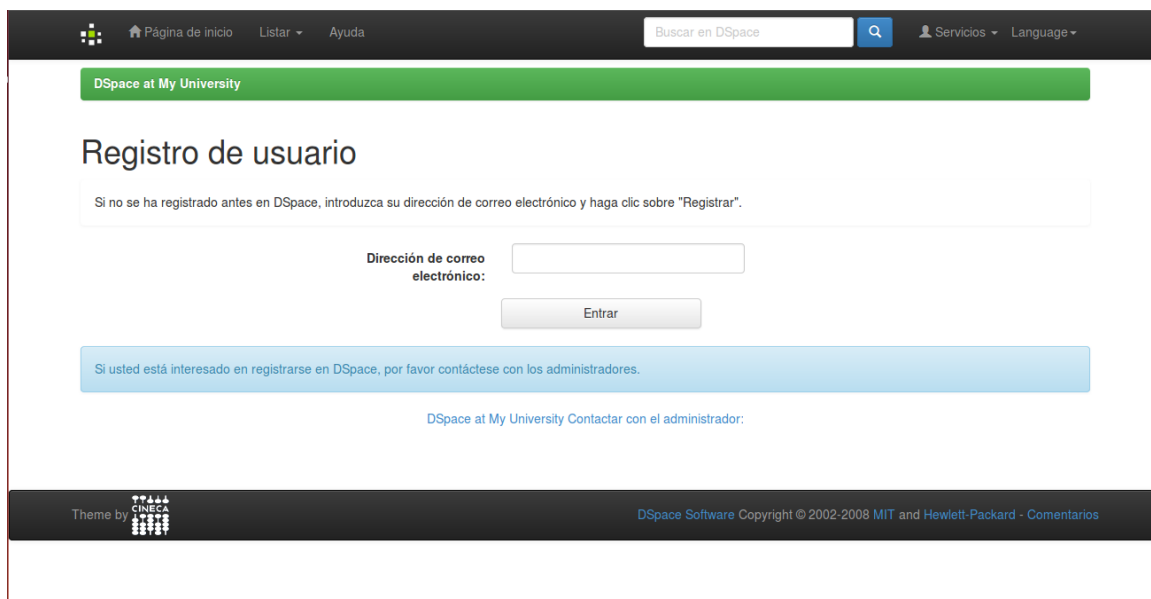 Página de inicio Listar Ayuda Buscar en DSpace Servicios Language
DSpace at My University
Registro de usuario
Si no se ha registrado antes en DSpace, introduzca su dirección de correo electrónico y haga clic sobre "Registrar".
Dirección de correo
electrónico:
Entrar
Si usted está interesado en registrarse en DSpace, por favor contáctese con los administradores.
DSpace at My University Contactar con el administrador:
Theme by CINECA DSpace Software Copyright © 2002-2008 MIT and Hewlett-Packard - Comentarios